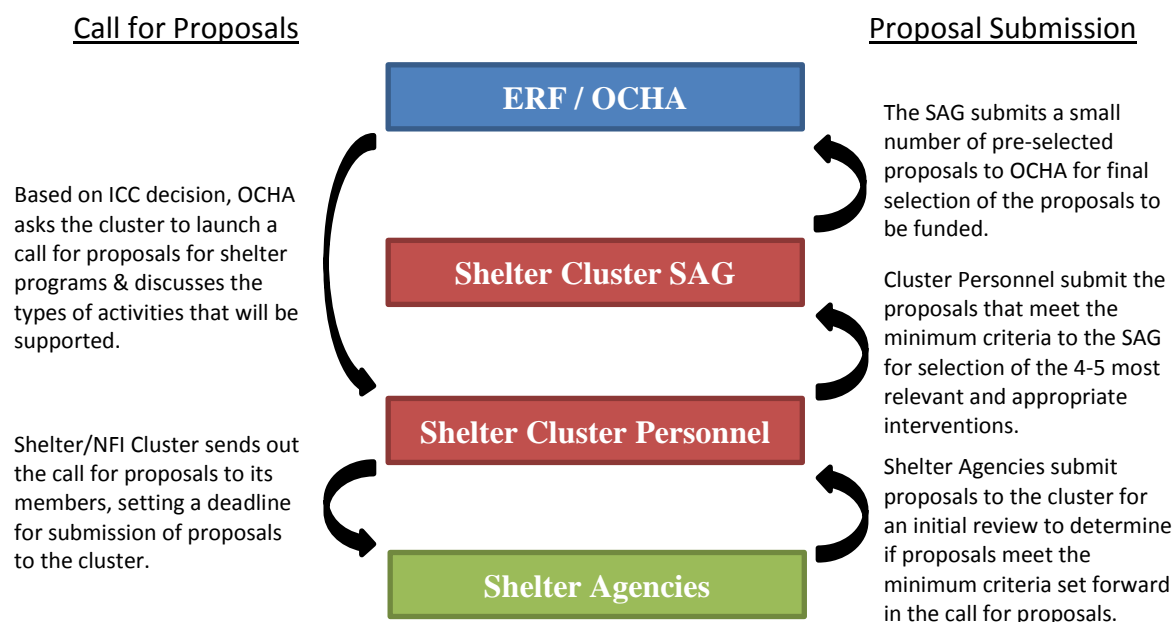 Call for Proposals
Proposal Submission
ERF / OCHA
The SAG submits a small
number of pre-selected
proposals to OCHA for final
selection of the proposals to
be funded.
Based on ICC decision, OCHA
asks the cluster to launch a
call for proposals for shelter
programs & discusses the
types of activities that will be
supported.
Shelter Cluster SAG
Cluster Personnel submit the
proposals that meet the
minimum criteria to the SAG
for selection of the 4-5 most
relevant and appropriate
interventions.
Shelter Cluster Personnel
Shelter/NFI Cluster sends out
the call for proposals to its
members, setting a deadline
for submission of proposals
to the cluster.
Shelter Agencies submit
proposals to the cluster for
an initial review to determine
if proposals meet the
minimum criteria set forward
in the call for proposals.
Shelter Agencies